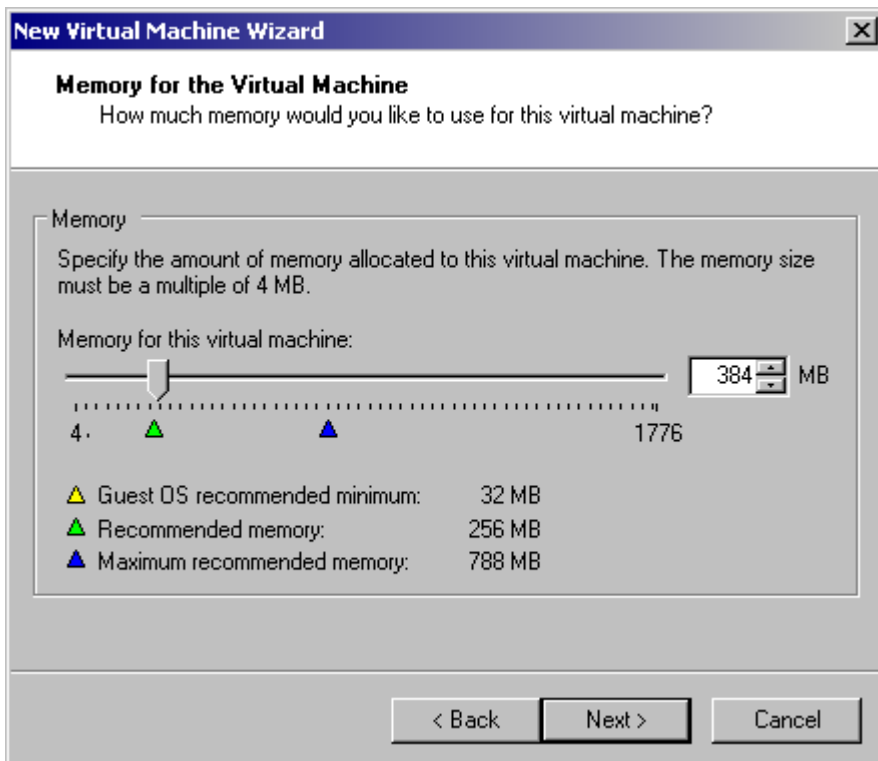 New Virtual Machine Wizard
Memory for the Virtual Machine
How much memory would you like to use for this virtual machine?
Memory
Specify the amount of memory allocated to this virtual machine. The memory size
must be a multiple of 4 MB.
Memory for this virtual machine:
384 MB
4 1776
Guest OS recommended minimum: 32 MB
Recommended memory: 256 MB
Maximum recommended memory: 788 MB
< Back Next > Cancel